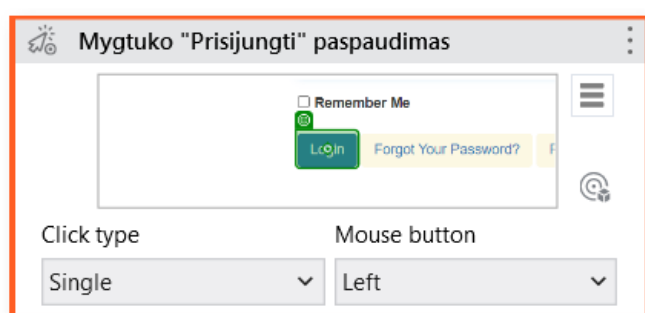 Mygtuko "Prisijungti" paspaudimas
Remember Me
Login Forgot Your Password?
Click type Mouse button
Single Left